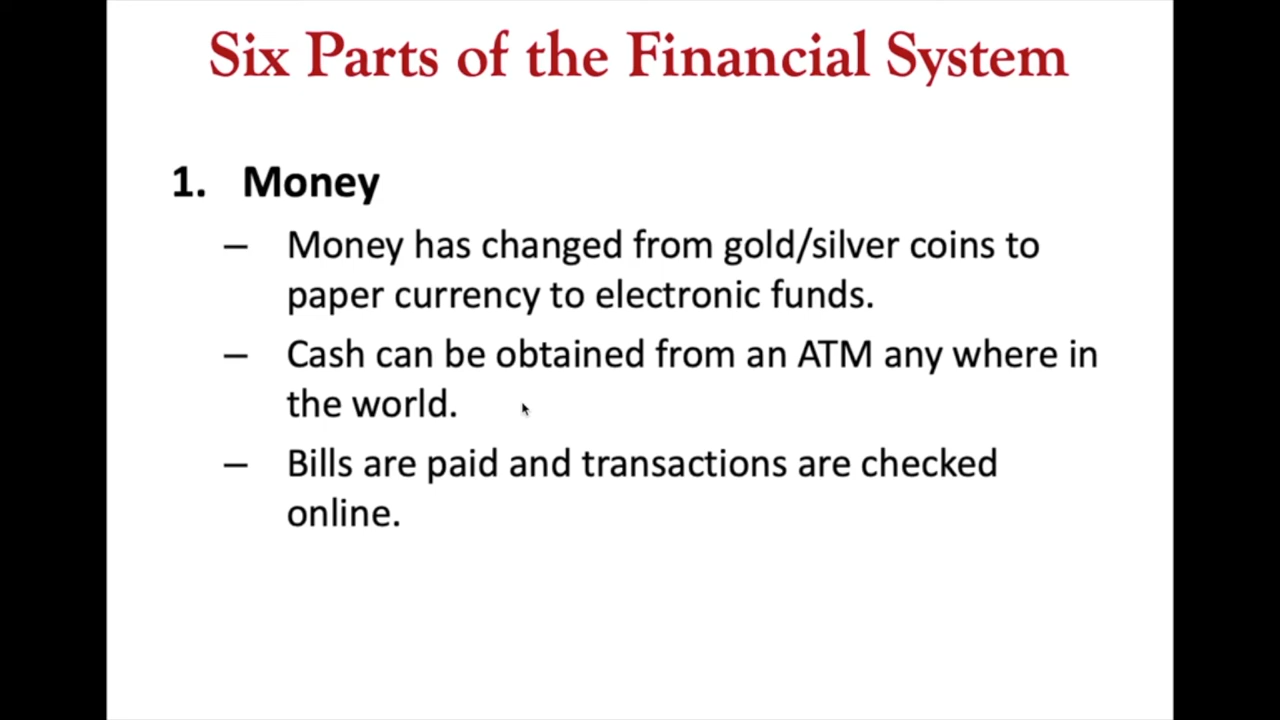 Six Parts of the Financial System
1. Money
– Money has changed from gold/silver coins to
paper currency to electronic funds.
– Cash can be obtained from an ATM any where in
the world.
– Bills are paid and transactions are checked
online.